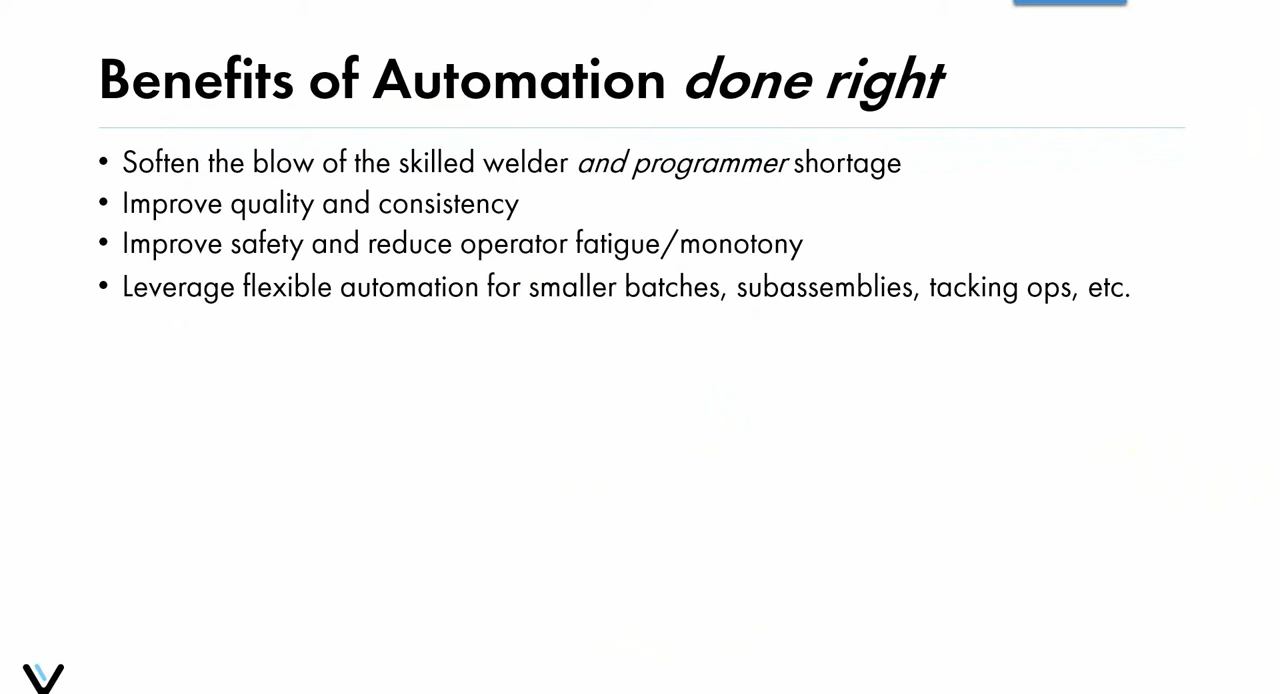 Benefits of Automation done right
• Soften the blow of the skilled welder and programmer shortage
• Improve quality and consistency
• Improve safety and reduce operator fatigue/monotony
• Leverage flexible automation for smaller batches, subassemblies, tacking ops, etc.